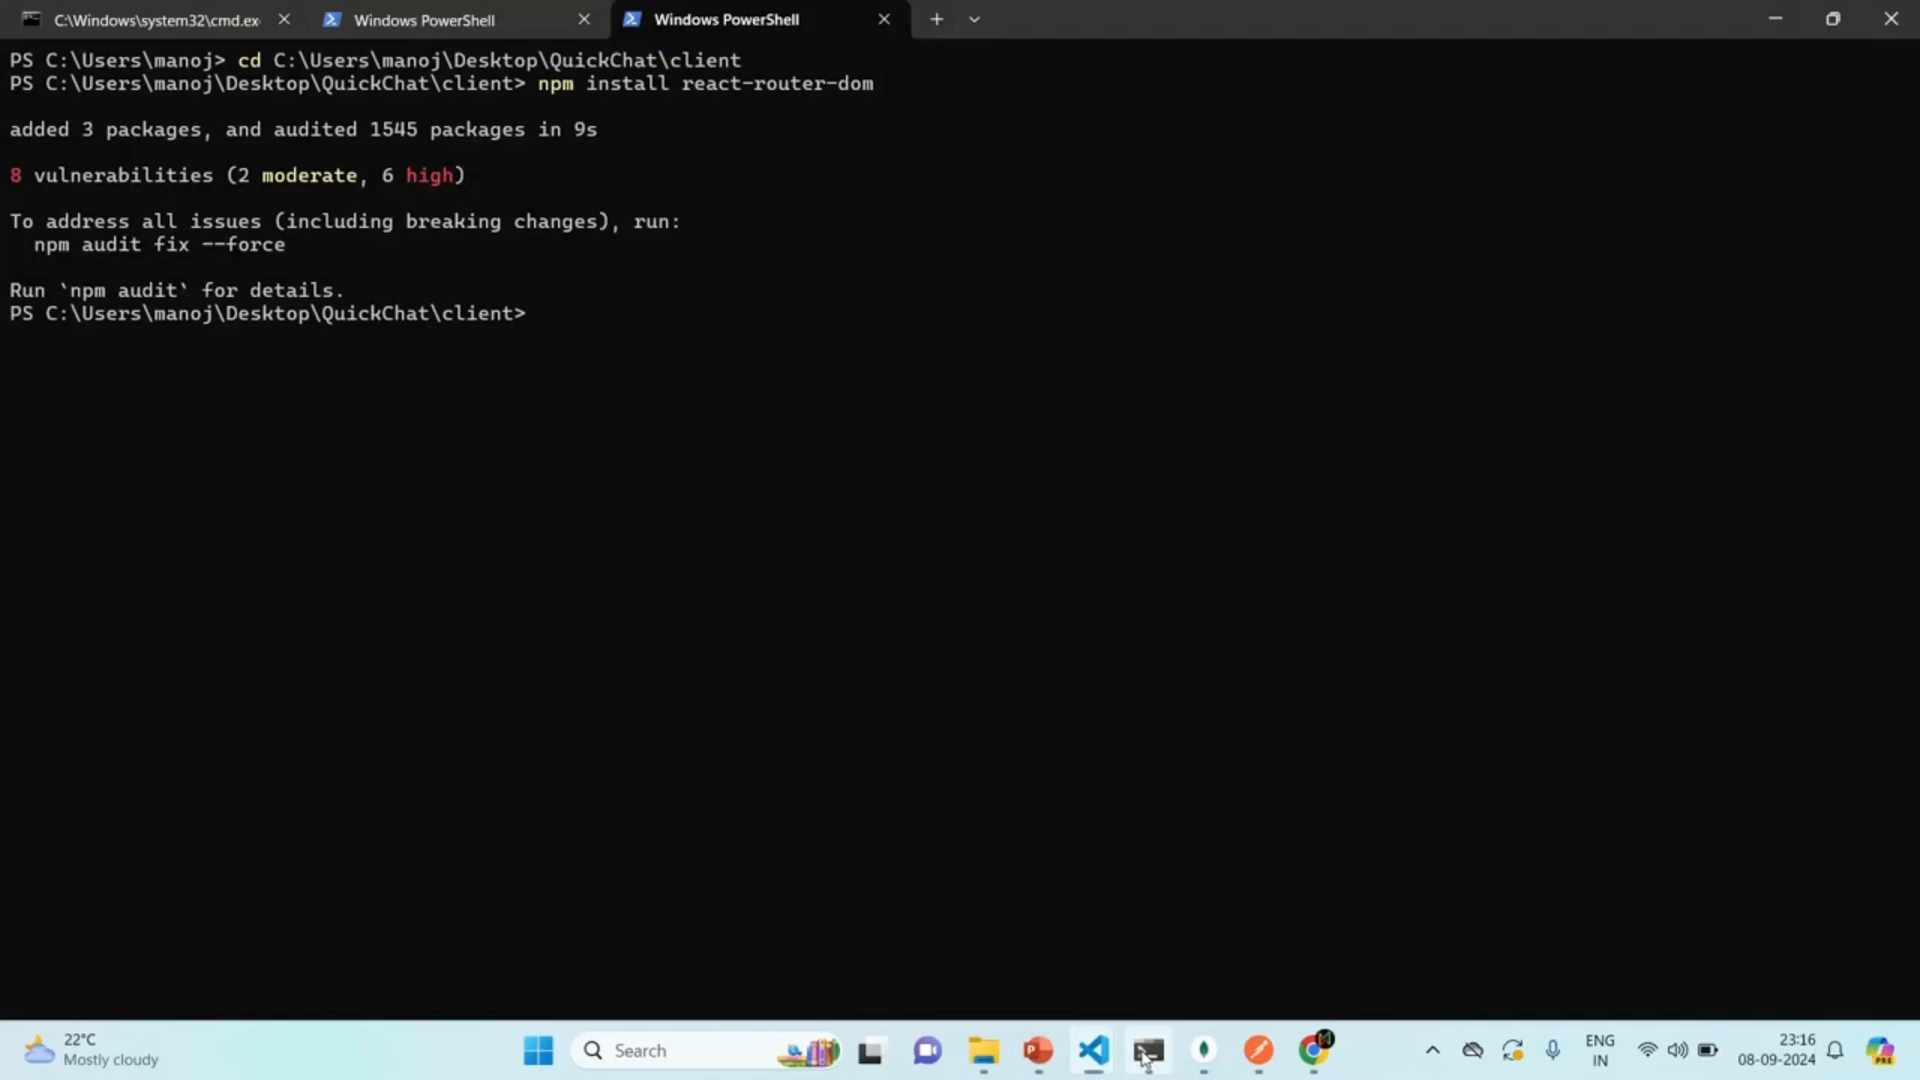 C:\Windows\system32\cmd.ex
Windows PowerShell
Windows PowerShell
PS C:\Users\manoj> cd C:\Users\manoj\Desktop\QuickChat\client
PS C:\Users\manoj\Desktop\QuickChat\client> npm install react-router-dom
added 3 packages, and audited 1545 packages in 9s
8 vulnerabilities (2 moderate, 6 high)
To address all issues (including breaking changes), run:
npm audit fix --force
Run `npm audit` for details.
PS C:\Users\manoj\Desktop\QuickChat\client>
22°C
Mostly cloudy
Search
ENG
IN
23:16
08-09-2024
PRE